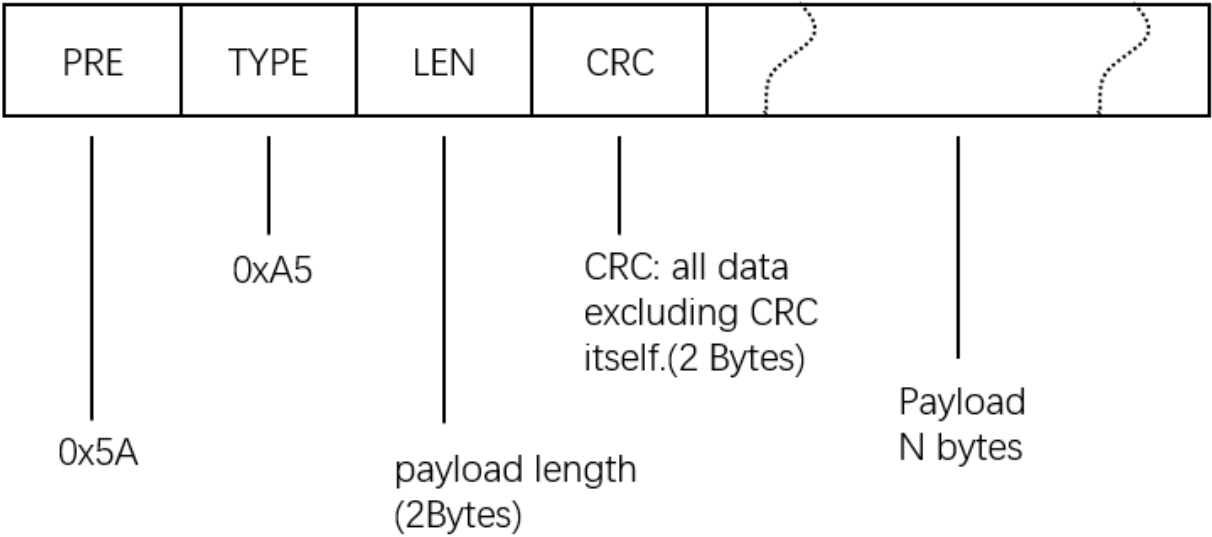 PRE
TYPE
LEN
CRC
0xA5
CRC: all data
excluding CRC
itself.(2 Bytes)
Payload
N bytes
0x5A
payload length
(2Bytes)